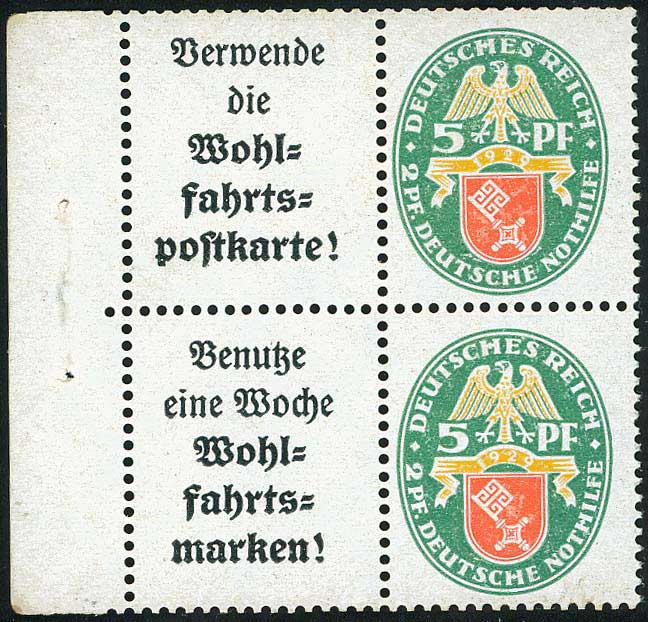 Verwende
die
Wohl=
fahrts=
postkarte!
DEUTSCHES REICH
5 PF
1929
2 PF. DEUTSCHE NOTHILFE
Benutze
eine Woche
Wohl=
fahrts=
marken!
DEUTSCHES REICH
5 PF
1929
2 PF. DEUTSCHE NOTHILFE